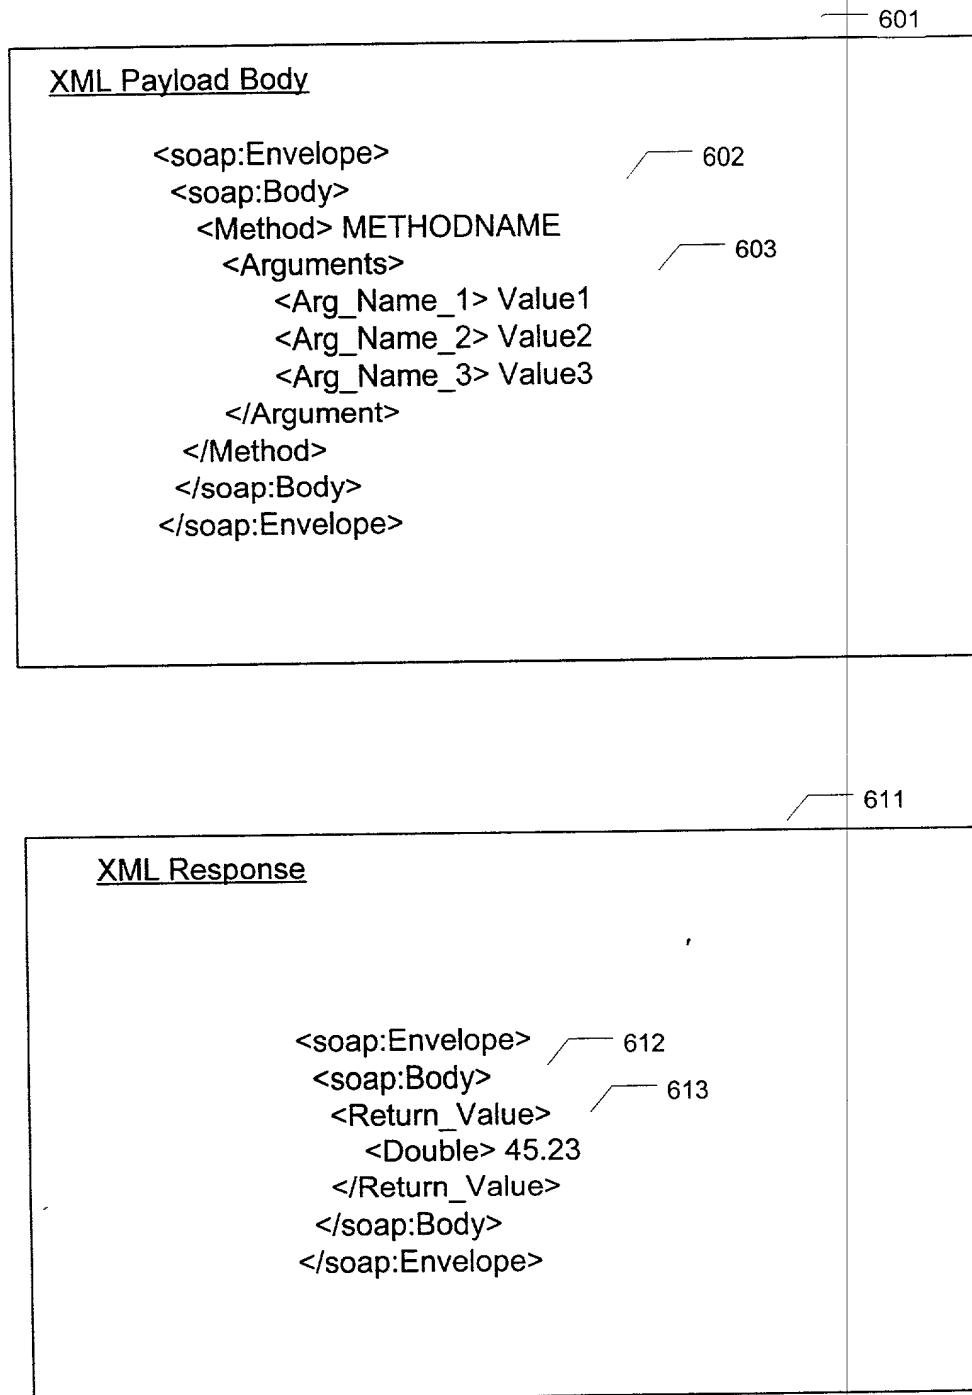 601
XML Payload Body
<soap:Envelope>
602
<soap:Body>
<Method> METHODNAME
603
<Arguments>
<Arg_Name_1> Value1
<Arg_Name_2> Value2
<Arg_Name_3> Value3
</Argument>
</Method>
</soap:Body>
</soap:Envelope>
611
XML Response
<soap:Envelope>
612
<soap:Body>
613
<Return_Value>
<Double> 45.23
</Return_Value>
</soap:Body>
</soap:Envelope>